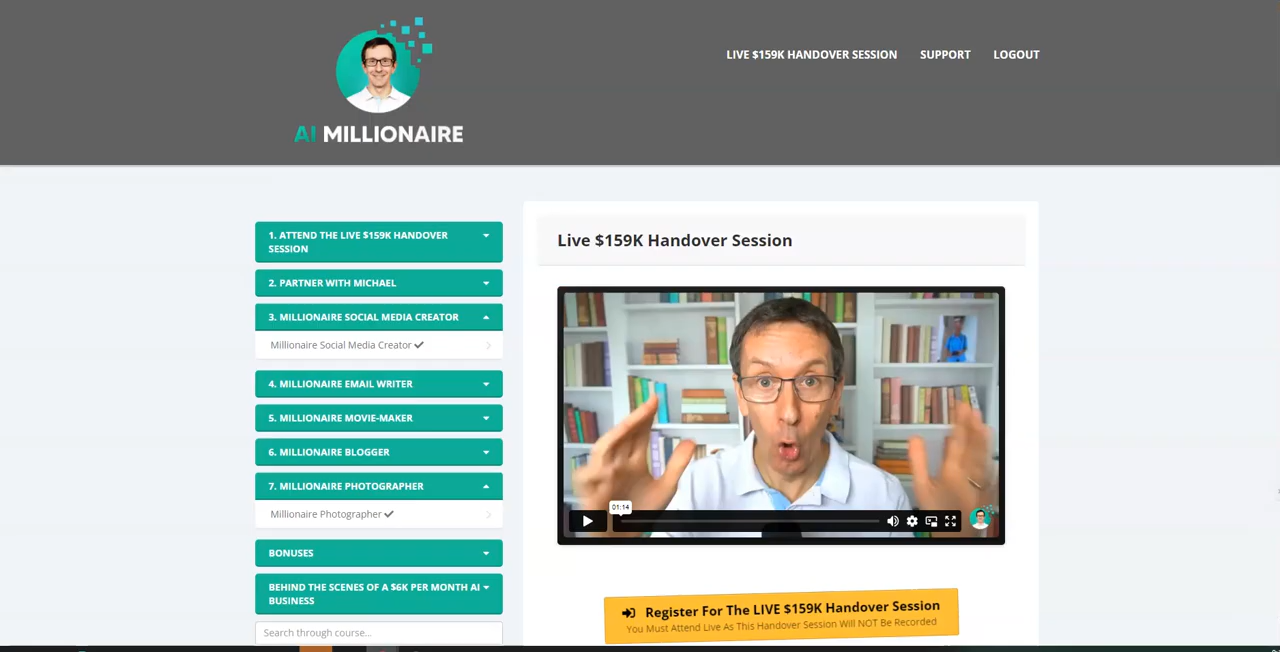 LIVE $159K HANDOVER SESSION
SUPPORT
LOGOUT
AI MILLIONAIRE
1. ATTEND THE LIVE $159K HANDOVER
SESSION
2. PARTNER WITH MICHAEL
3. MILLIONAIRE SOCIAL MEDIA CREATOR
Millionaire Social Media Creator
4. MILLIONAIRE EMAIL WRITER
5. MILLIONAIRE MOVIE-MAKER
6. MILLIONAIRE BLOGGER
7. MILLIONAIRE PHOTOGRAPHER
Millionaire Photographer
BONUSES
BEHIND THE SCENES OF A $6K PER MONTH AI
BUSINESS
Search through course...
Live $159K Handover Session
01:14
Register For The LIVE $159K Handover Session
You Must Attend Live As This Handover Session Will NOT Be Recorded